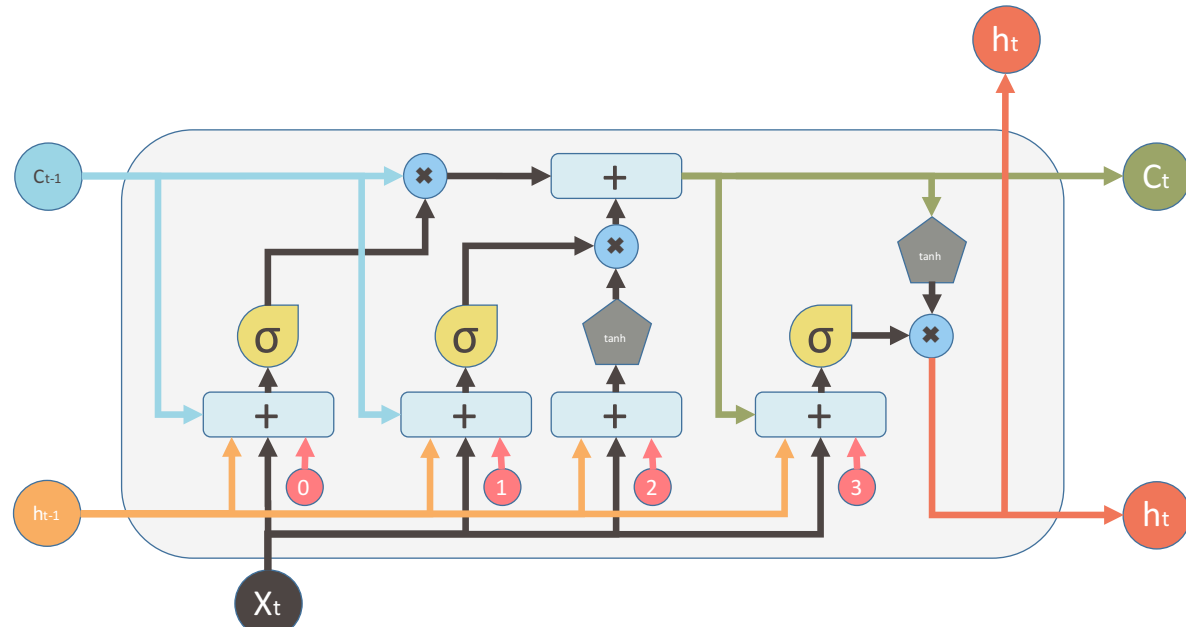 ht
Ct-1
×
+
Ct
×
tanh
σ
σ
tanh
σ
×
+
+
+
+
0
1
2
3
ht-1
ht
Xt